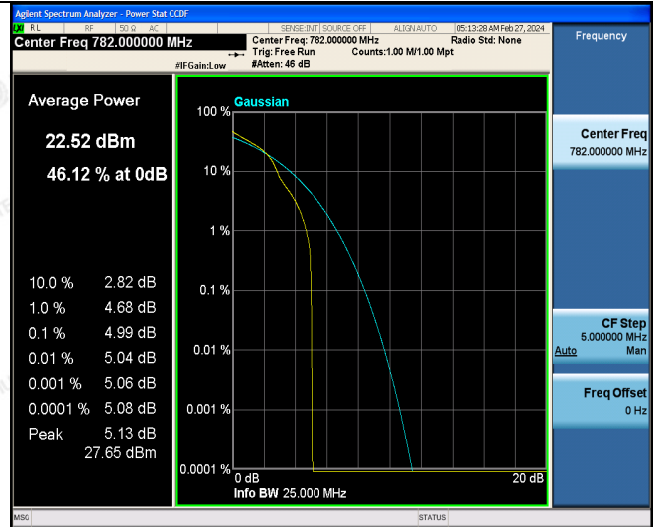 Agilent Spectrum Analyzer - Power Stat CCDF
LXI RL RF 50 Ω AC SENSE:INT SOURCE OFF ALIGN AUTO 05:13:28 AM Feb 27, 2024
Center Freq 782.000000 MHz
Center Freq: 782.000000 MHz Radio Std: None
Trig: Free Run Counts:1.00 M/1.00 Mpt
#IFGain:Low #Atten: 46 dB
Frequency
Average Power
22.52 dBm
46.12 % at 0dB
10.0 % 2.82 dB
1.0 % 4.68 dB
0.1 % 4.99 dB
0.01 % 5.04 dB
0.001 % 5.06 dB
0.0001 % 5.08 dB
Peak 5.13 dB
27.65 dBm
Gaussian
100 %
10 %
1 %
0.1 %
0.01 %
0.001 %
0.0001 %
0 dB 20 dB
Info BW 25.000 MHz
Center Freq
782.000000 MHz
CF Step
5.000000 MHz
Auto Man
Freq Offset
0 Hz
MSG STATUS